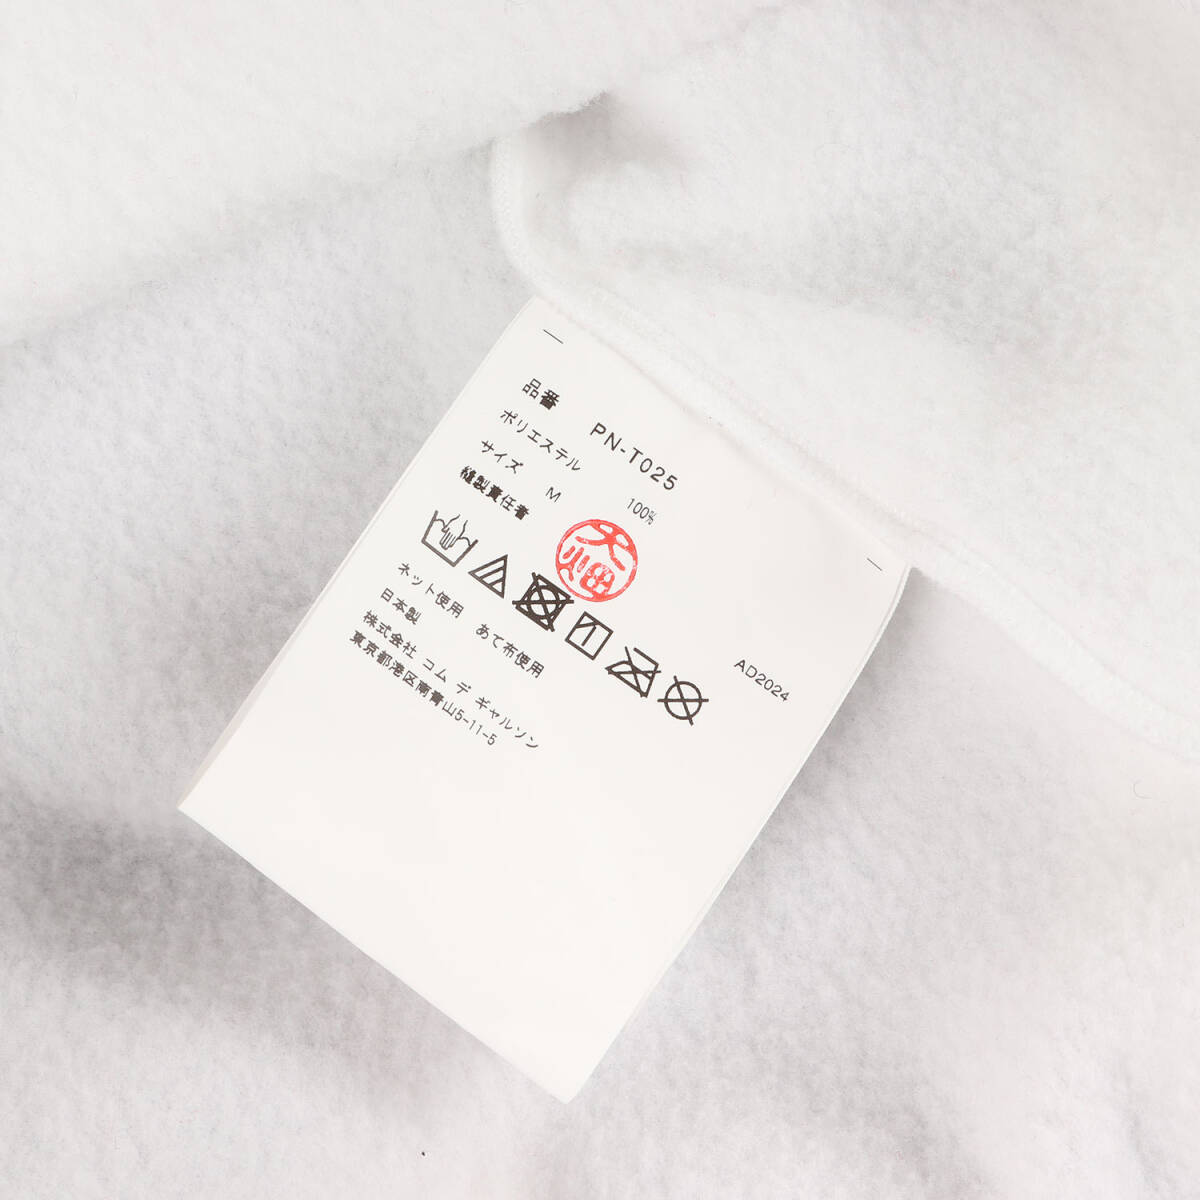 品番 PN-T025
ポリエステル 100%
サイズ M
縫製責任者
大畑
ネット使用 あて布使用
日本製
株式会社 コム デ ギャルソン
東京都港区南青山5-11-5
AD2024